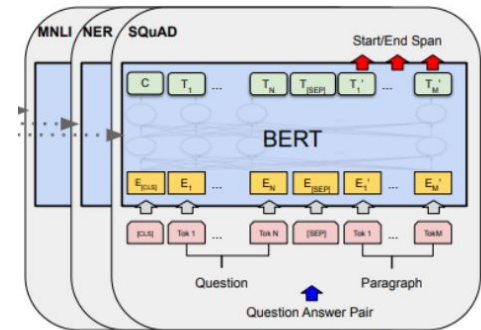 MNLI NER SQuAD
Start/End Span
C T1 ... TN T[SEP] T1' ... TM'
BERT
E[CLS] E1 ... EN E[SEP] E1' ... EM'
[CLS] Tok 1 ... Tok N [SEP] Tok 1 ... TokM
Question Paragraph
Question Answer Pair